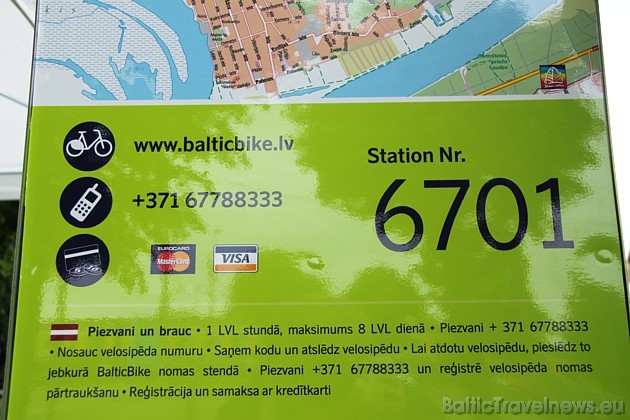 www.balticbike.lv
+371 67788333
EUROCARD
MasterCard
VISA
Station Nr.
6701
Piezvani un brauc • 1 LVL stundā, maksimums 8 LVL dienā • Piezvani + 371 67788333
• Nosauc velosipēda numuru • Saņem kodu un atslēdz velosipēdu • Lai atdotu velosipēdu, pieslēdz to
jebkurā BalticBike nomas stendā • Piezvani +371 67788333 un reģistrē velosipēda nomas
pārtraukšanu • Reģistrācija un samaksa ar kredītkarti
BalticTravelnews.eu